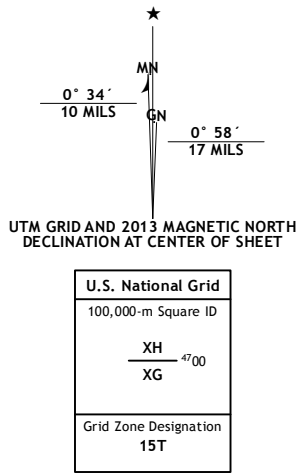 MN
0° 34´
10 MILS
GN
0° 58´
17 MILS
UTM GRID AND 2013 MAGNETIC NORTH
DECLINATION AT CENTER OF SHEET
U.S. National Grid
100,000-m Square ID
XH
4700
XG
Grid Zone Designation
15T